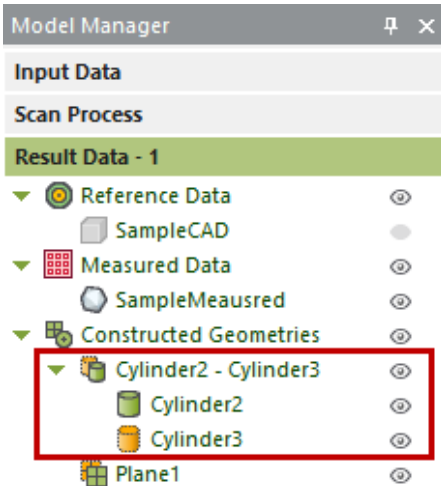 Model Manager
Input Data
Scan Process
Result Data - 1
Reference Data
SampleCAD
Measured Data
SampleMeausred
Constructed Geometries
Cylinder2 - Cylinder3
Cylinder2
Cylinder3
Plane1